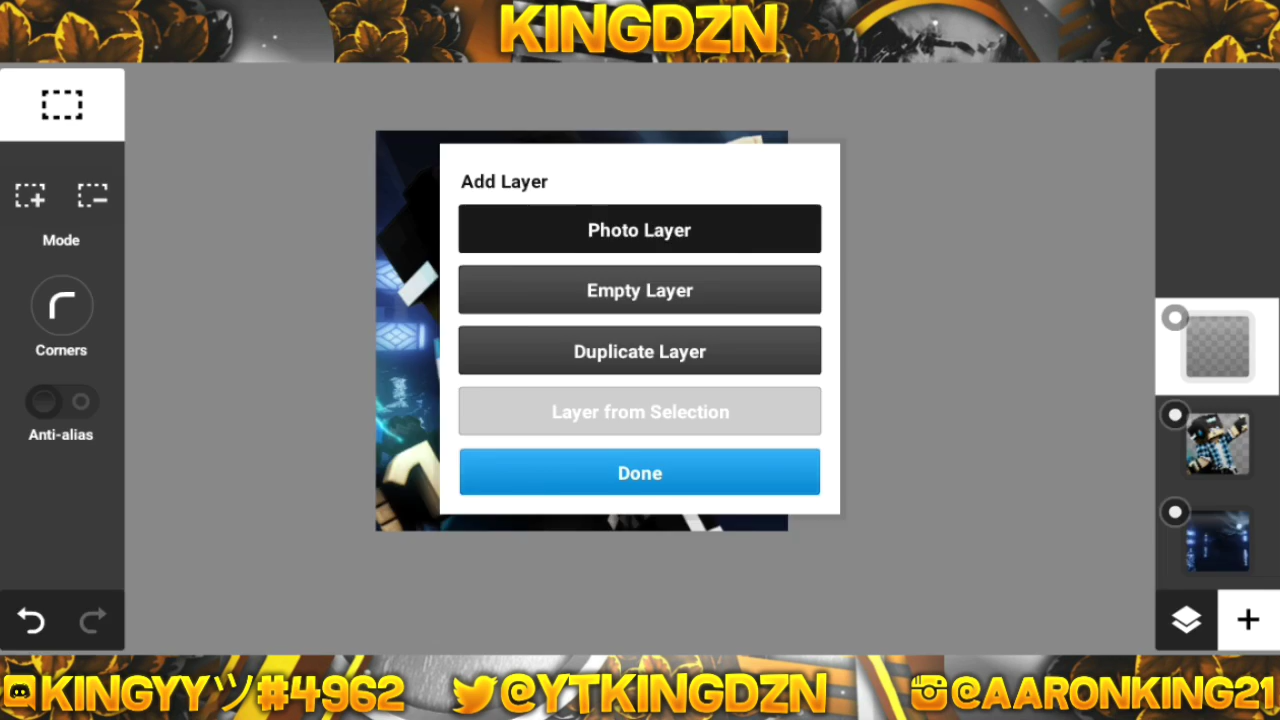 KINGDZN
Add Layer
Photo Layer
Empty Layer
Duplicate Layer
Layer from Selection
Done
Mode
Corners
Anti-alias
KINGYYツ#4962
@YTKINGDZN
@AARONKING21